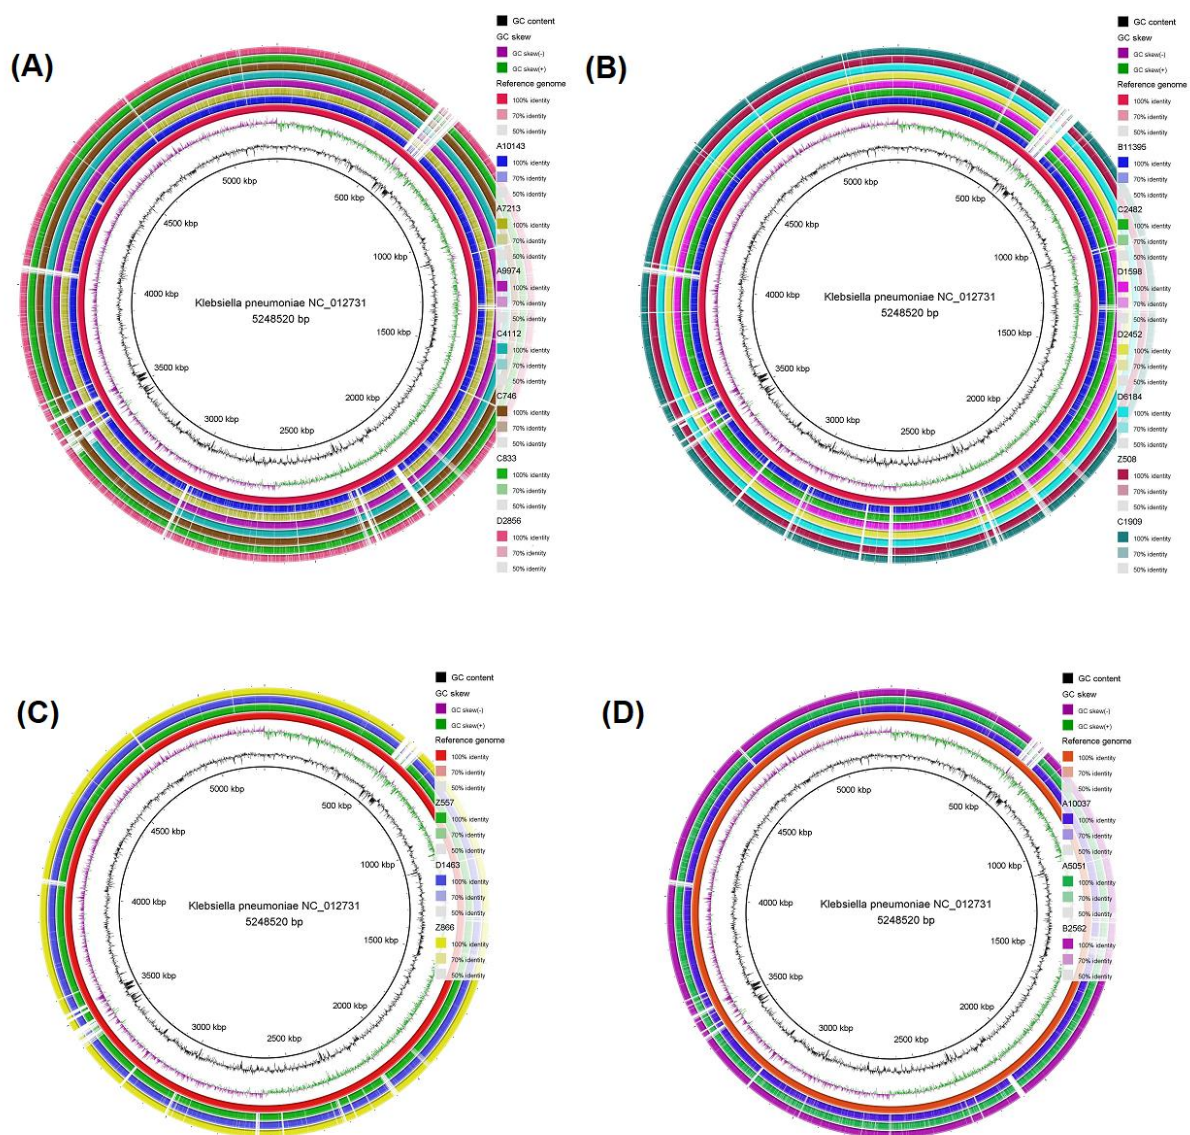 (A)
5000 kbp
500 kbp
4500 kbp
1000 kbp
4000 kbp
Klebsiella pneumoniae NC_012731
5248520 bp
1500 kbp
3500 kbp
2000 kbp
3000 kbp
2500 kbp
GC content
GC skew
GC skew(-)
GC skew(+)
Reference genome
100% identity
70% identity
50% identity
A10143
100% identity
70% identity
50% identity
A7213
100% identity
70% identity
50% identity
A9974
100% identity
70% identity
50% identity
C4112
100% identity
70% identity
50% identity
C746
100% identity
70% identity
50% identity
C833
100% identity
70% identity
50% identity
D2856
100% identity
70% identity
50% identity
(B)
5000 kbp
500 kbp
4500 kbp
1000 kbp
4000 kbp
Klebsiella pneumoniae NC_012731
5248520 bp
1500 kbp
3500 kbp
2000 kbp
3000 kbp
2500 kbp
GC content
GC skew
GC skew(-)
GC skew(+)
Reference genome
100% identity
70% identity
50% identity
B11395
100% identity
70% identity
50% identity
C2482
100% identity
70% identity
50% identity
D1598
100% identity
70% identity
50% identity
D2452
100% identity
70% identity
50% identity
D6184
100% identity
70% identity
50% identity
Z508
100% identity
70% identity
50% identity
C1909
100% identity
70% identity
50% identity
(C)
5000 kbp
500 kbp
4500 kbp
1000 kbp
4000 kbp
Klebsiella pneumoniae NC_012731
5248520 bp
1500 kbp
3500 kbp
2000 kbp
3000 kbp
2500 kbp
GC content
GC skew
GC skew(-)
GC skew(+)
Reference genome
100% identity
70% identity
50% identity
Z557
100% identity
70% identity
50% identity
D1463
100% identity
70% identity
50% identity
Z866
100% identity
70% identity
50% identity
(D)
5000 kbp
500 kbp
4500 kbp
1000 kbp
4000 kbp
Klebsiella pneumoniae NC_012731
5248520 bp
1500 kbp
3500 kbp
2000 kbp
3000 kbp
2500 kbp
GC content
GC skew
GC skew(-)
GC skew(+)
Reference genome
100% identity
70% identity
50% identity
A10037
100% identity
70% identity
50% identity
A5051
100% identity
70% identity
50% identity
B2562
100% identity
70% identity
50% identity